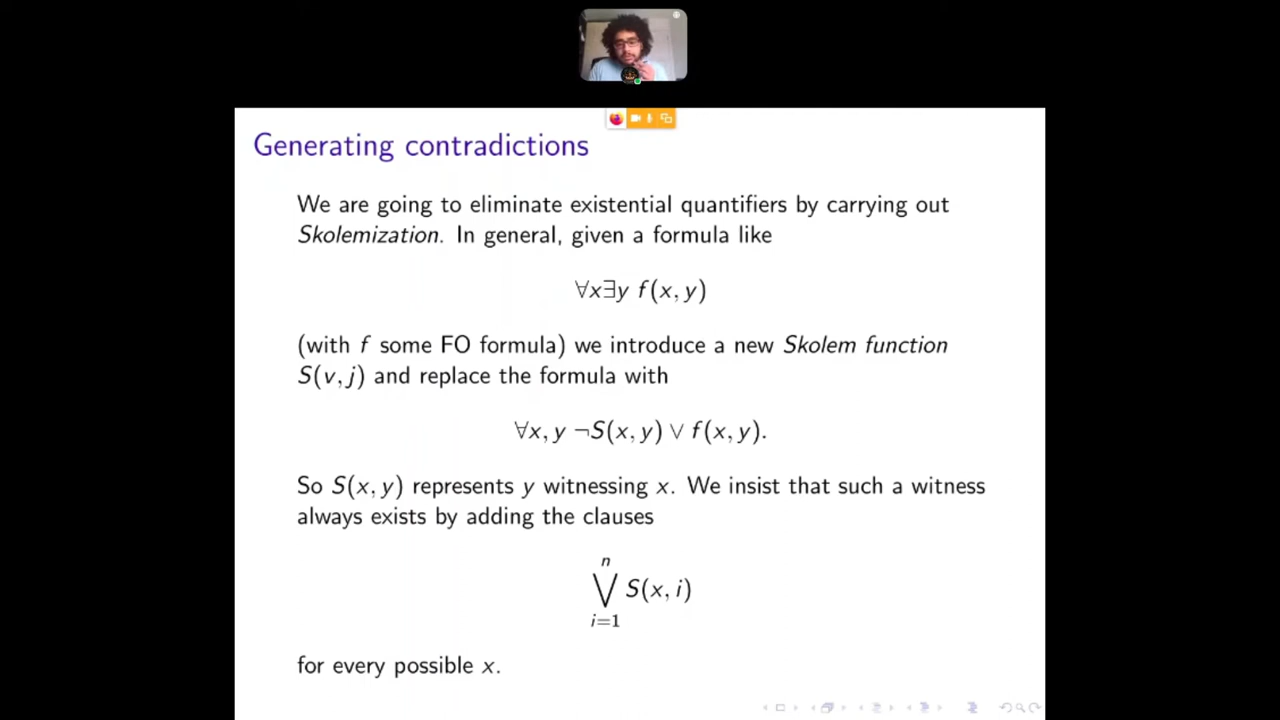 Generating contradictions
We are going to eliminate existential quantifiers by carrying out
Skolemization. In general, given a formula like
∀x∃y f(x, y)
(with f some FO formula) we introduce a new Skolem function
S(v, j) and replace the formula with
∀x, y ¬S(x, y) ∨ f(x, y).
So S(x, y) represents y witnessing x. We insist that such a witness
always exists by adding the clauses
n
⋁ S(x, i)
i=1
for every possible x.